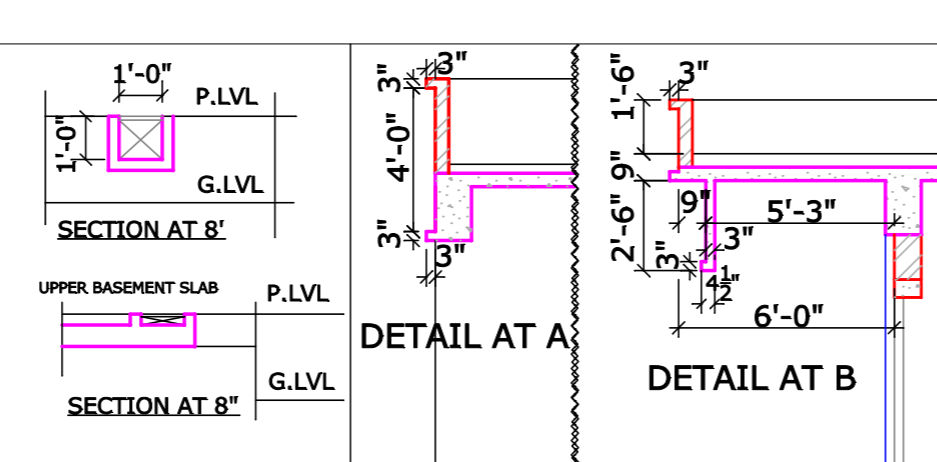 1'-0"
P.LVL
1'-0"
G.LVL
SECTION AT 8'
UPPER BASEMENT SLAB
P.LVL
G.LVL
SECTION AT 8"
3"
3"
4'-0"
3"
3"
DETAIL AT A
1'-6"
3"
9"
2'-6"
9"
5'-3"
3"
3"
4 1/2"
6'-0"
DETAIL AT B